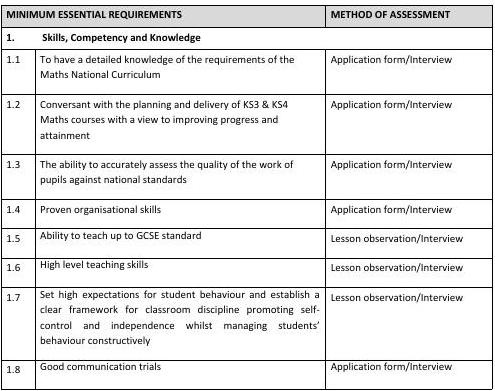 MINIMUM ESSENTIAL REQUIREMENTS METHOD OF ASSESSMENT
1. Skills, Competency and Knowledge
1.1 To have a detailed knowledge of the requirements of the Application form/Interview
Maths National Curriculum
1.2 Conversant with the planning and delivery of KS3 & KS4 Application form/Interview
Maths courses with a view to improving progress and
attainment
1.3 The ability to accurately assess the quality of the work of Application form/Interview
pupils against national standards
1.4 Proven organisational skills Application form/Interview
1.5 Ability to teach up to GCSE standard Lesson observation/Interview
1.6 High level teaching skills Lesson observation/Interview
1.7 Set high expectations for student behaviour and establish a Lesson observation/Interview
clear framework for classroom discipline promoting self-
control and independence whilst managing students’
behaviour constructively
1.8 Good communication trials Application form/Interview